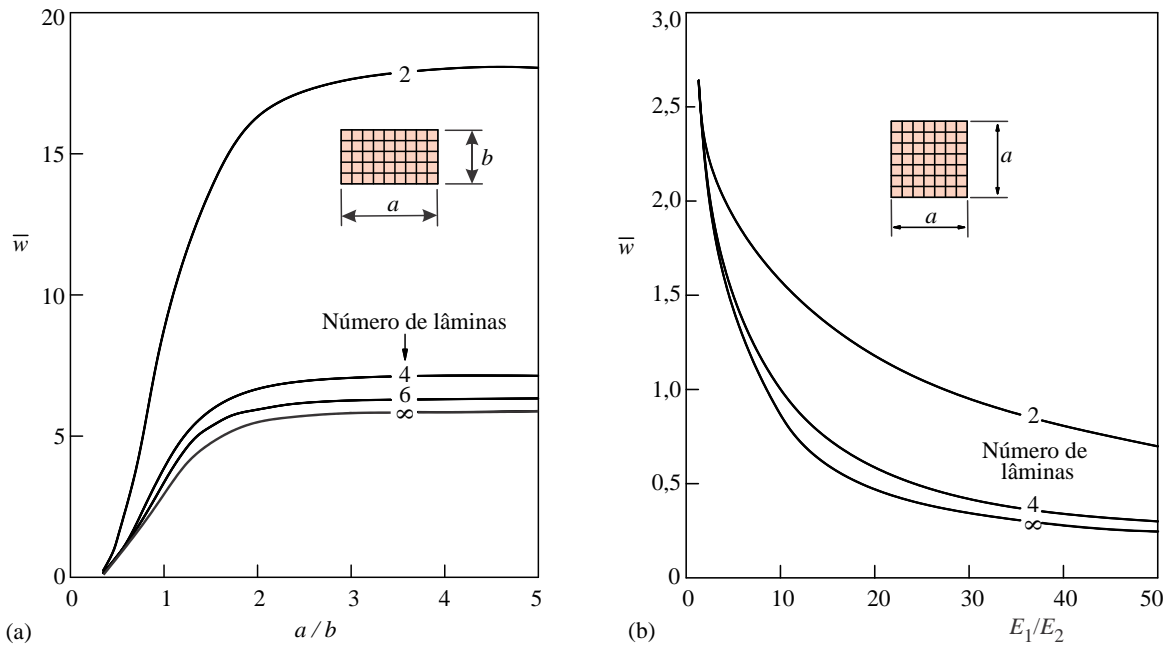 20
15
w̅
10
5
0
0
1
2
3
4
5
a / b
(a)
2
b
a
Número de lâminas
4
6
∞
3,0
2,5
2,0
w̅
1,5
1,0
0,5
0
0
10
20
30
40
50
E₁/E₂
(b)
a
a
2
Número de
lâminas
4
∞